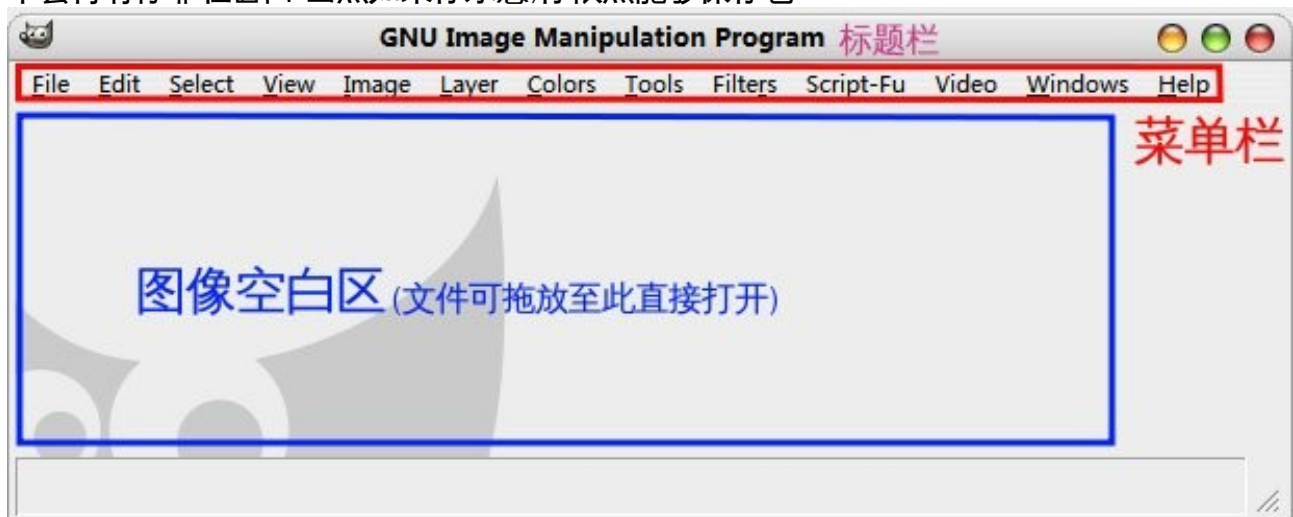 GNU Image Manipulation Program 标题栏
File Edit Select View Image Layer Colors Tools Filters Script-Fu Video Windows Help
菜单栏
图像空白区 (文件可拖放至此直接打开)